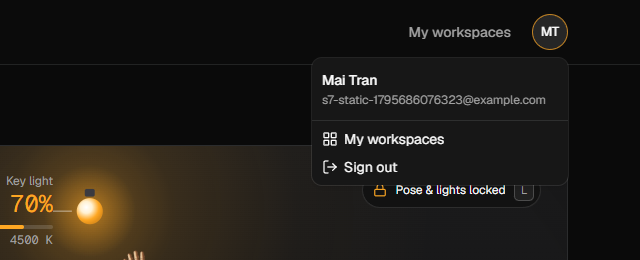 My workspaces
MT
Mai Tran
s7-static-1795686076323@example.com
My workspaces
Sign out
Key light
70%
4500 K
Pose & lights locked
L